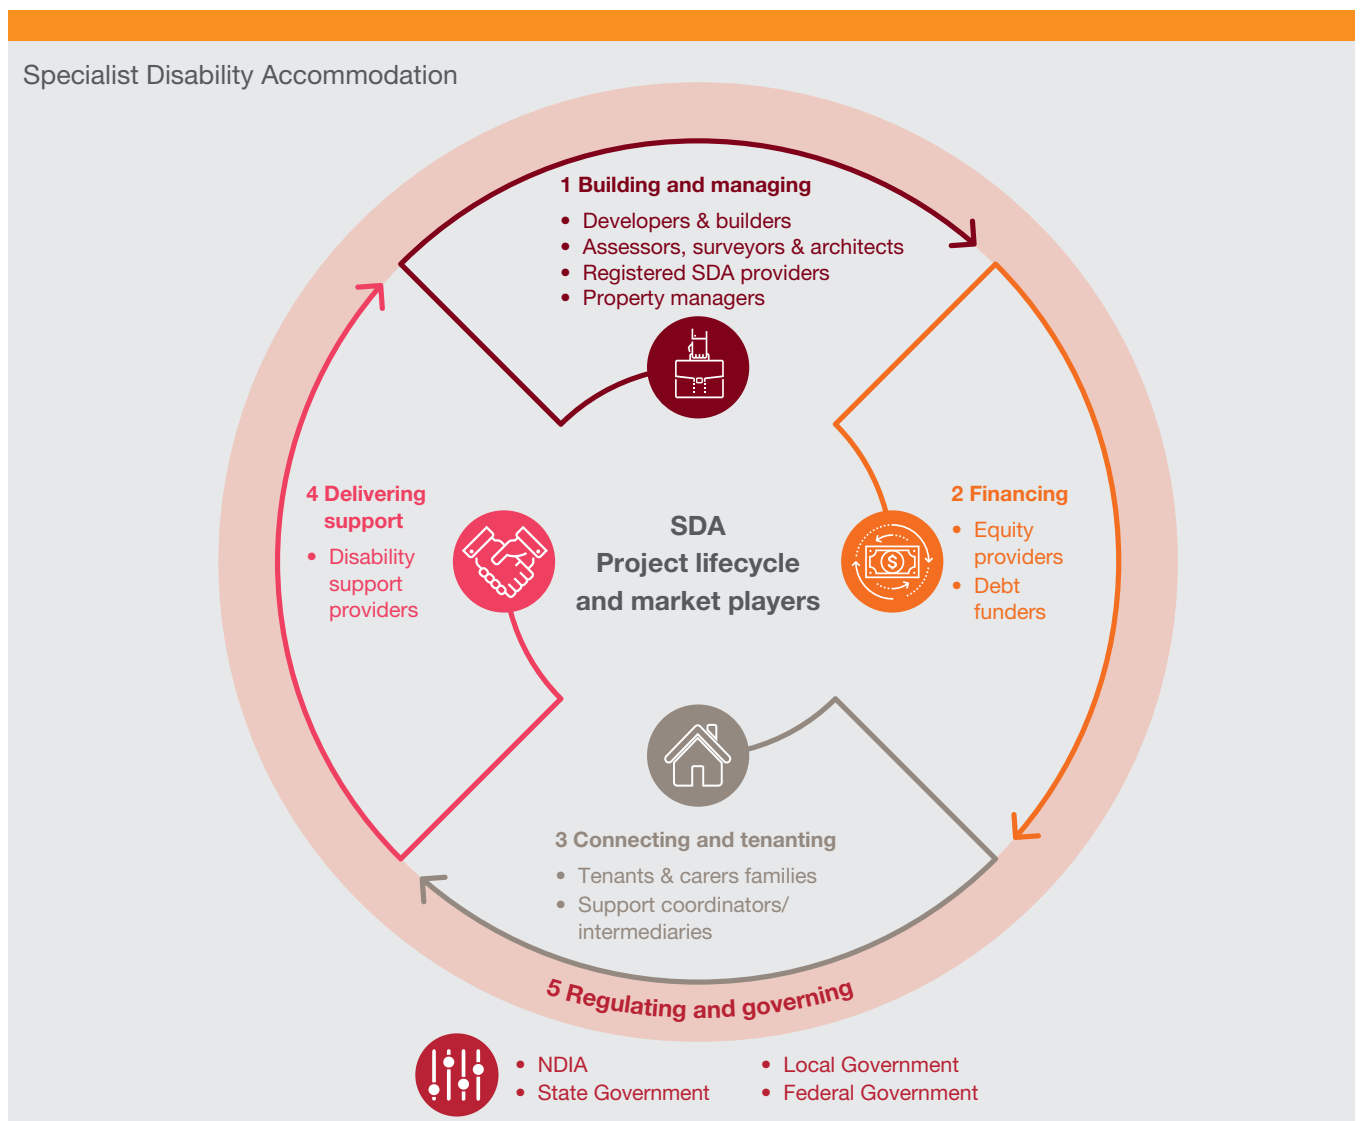 Specialist Disability Accommodation
1 Building and managing
• Developers & builders
• Assessors, surveyors & architects
• Registered SDA providers
• Property managers
2 Financing
• Equity
providers
• Debt
funders
SDA
Project lifecycle
and market players
4 Delivering
support
• Disability
support
providers
$
3 Connecting and tenanting
• Tenants & carers families
• Support coordinators/
intermediaries
5 Regulating and governing
• NDIA
• State Government
• Local Government
• Federal Government